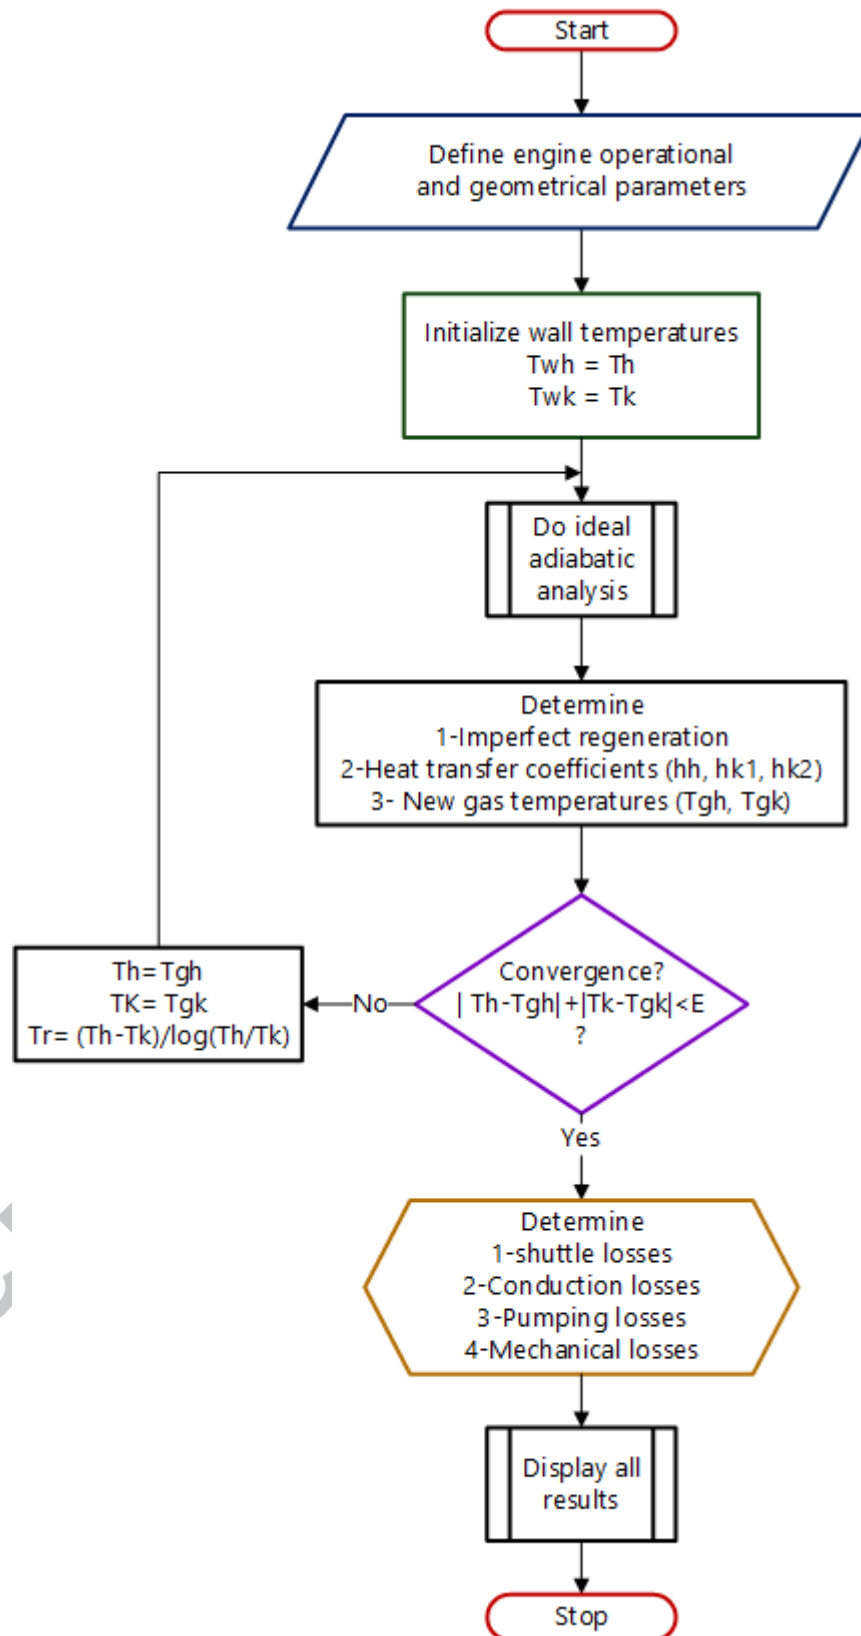 Start
Define engine operational
and geometrical parameters
Initialize wall temperatures
Twh = Th
Twk = Tk
Do ideal
adiabatic
analysis
Determine
1-Imperfect regeneration
2-Heat transfer coefficients (hh, hk1, hk2)
3- New gas temperatures (Tgh, Tgk)
Convergence?
| Th-Tgh|+|Tk-Tgk|<E
?
No
Th=Tgh
TK= Tgk
Tr= (Th-Tk)/log(Th/Tk)
Yes
Determine
1-shuttle losses
2-Conduction losses
3-Pumping losses
4-Mechanical losses
Display all
results
Stop